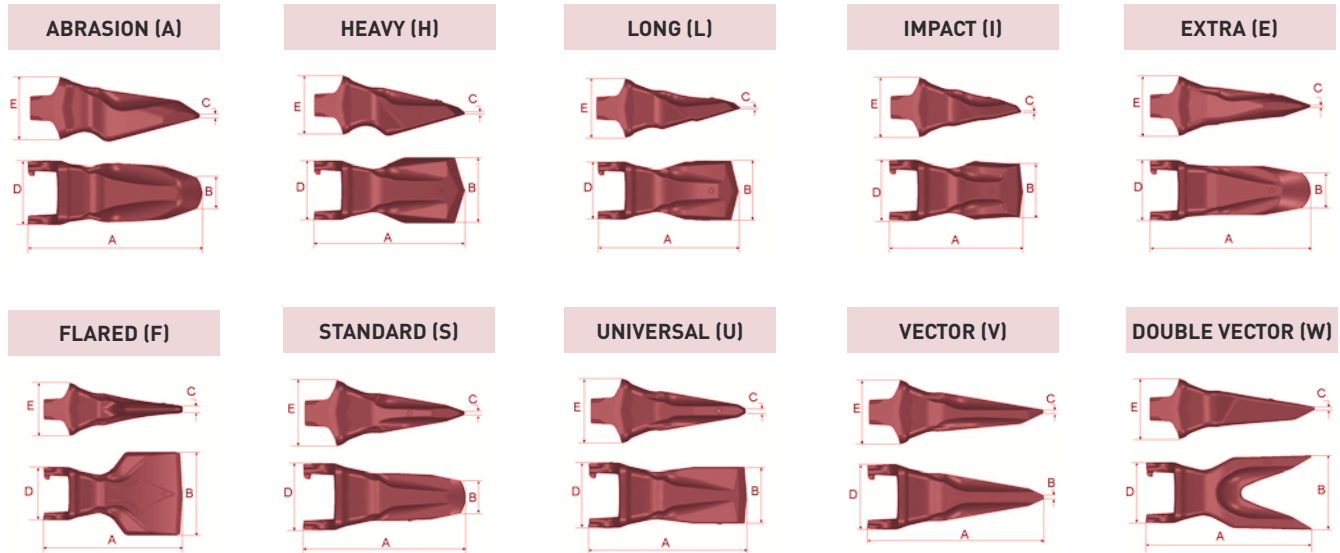 ABRASION (A)
HEAVY (H)
LONG (L)
IMPACT (I)
EXTRA (E)
E
C
D
B
A
E
C
D
B
A
E
C
D
B
A
E
C
D
B
A
E
C
D
B
A
FLARED (F)
STANDARD (S)
UNIVERSAL (U)
VECTOR (V)
DOUBLE VECTOR (W)
E
C
D
B
A
E
C
D
B
A
E
C
D
B
A
E
C
D
B
A
E
C
D
B
A